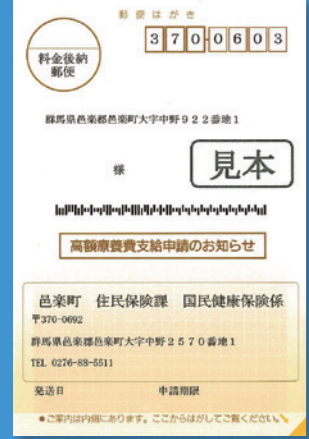 郵便はがき
370-0603
料金後納
郵便
群馬県邑楽郡邑楽町大字中野922番地1
様
見本
高額療養費支給申請のお知らせ
邑楽町 住民保険課 国民健康保険係
〒370-0692
群馬県邑楽郡邑楽町大字中野2570番地1
TEL 0276-88-5511
発送日 申請期限
●ご案内は内側にあります。ここからはがしてご覧ください。